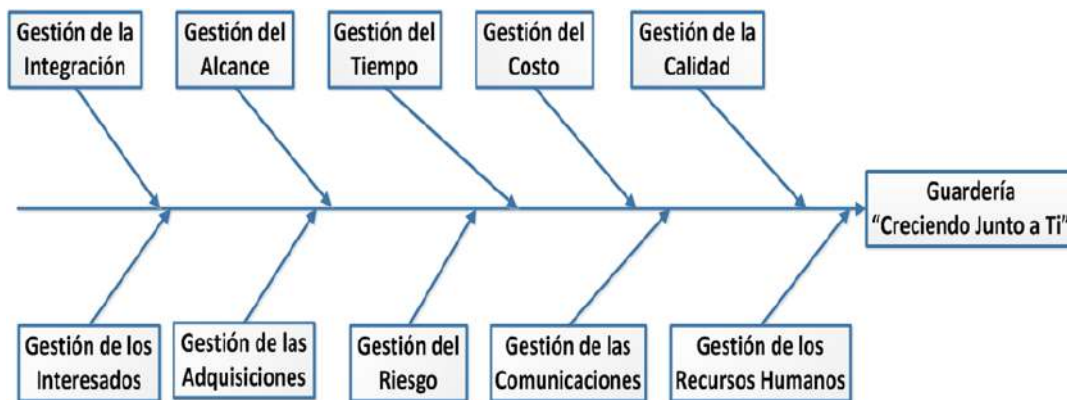 Gestión de la
Integración
Gestión del
Alcance
Gestión del
Tiempo
Gestión del
Costo
Gestión de la
Calidad
Guardería
“Creciendo Junto a Ti”
Gestión de los
Interesados
Gestión de las
Adquisiciones
Gestión del
Riesgo
Gestión de las
Comunicaciones
Gestión de los
Recursos Humanos